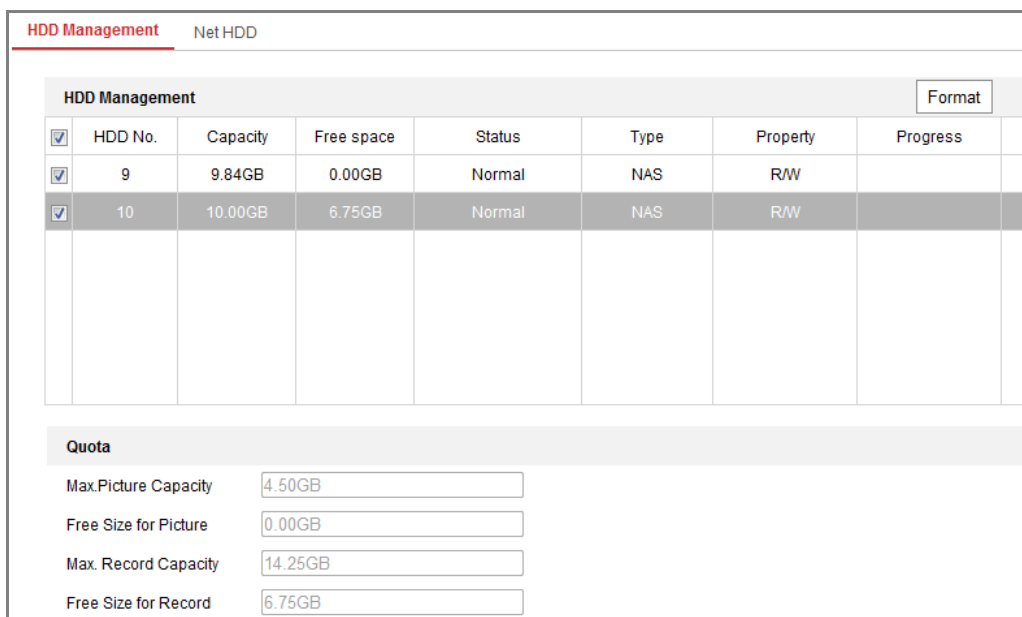 HDD Management Net HDD
HDD Management Format
HDD No. Capacity Free space Status Type Property Progress
9 9.84GB 0.00GB Normal NAS R/W
10 10.00GB 6.75GB Normal NAS R/W
Quota
Max.Picture Capacity 4.50GB
Free Size for Picture 0.00GB
Max. Record Capacity 14.25GB
Free Size for Record 6.75GB